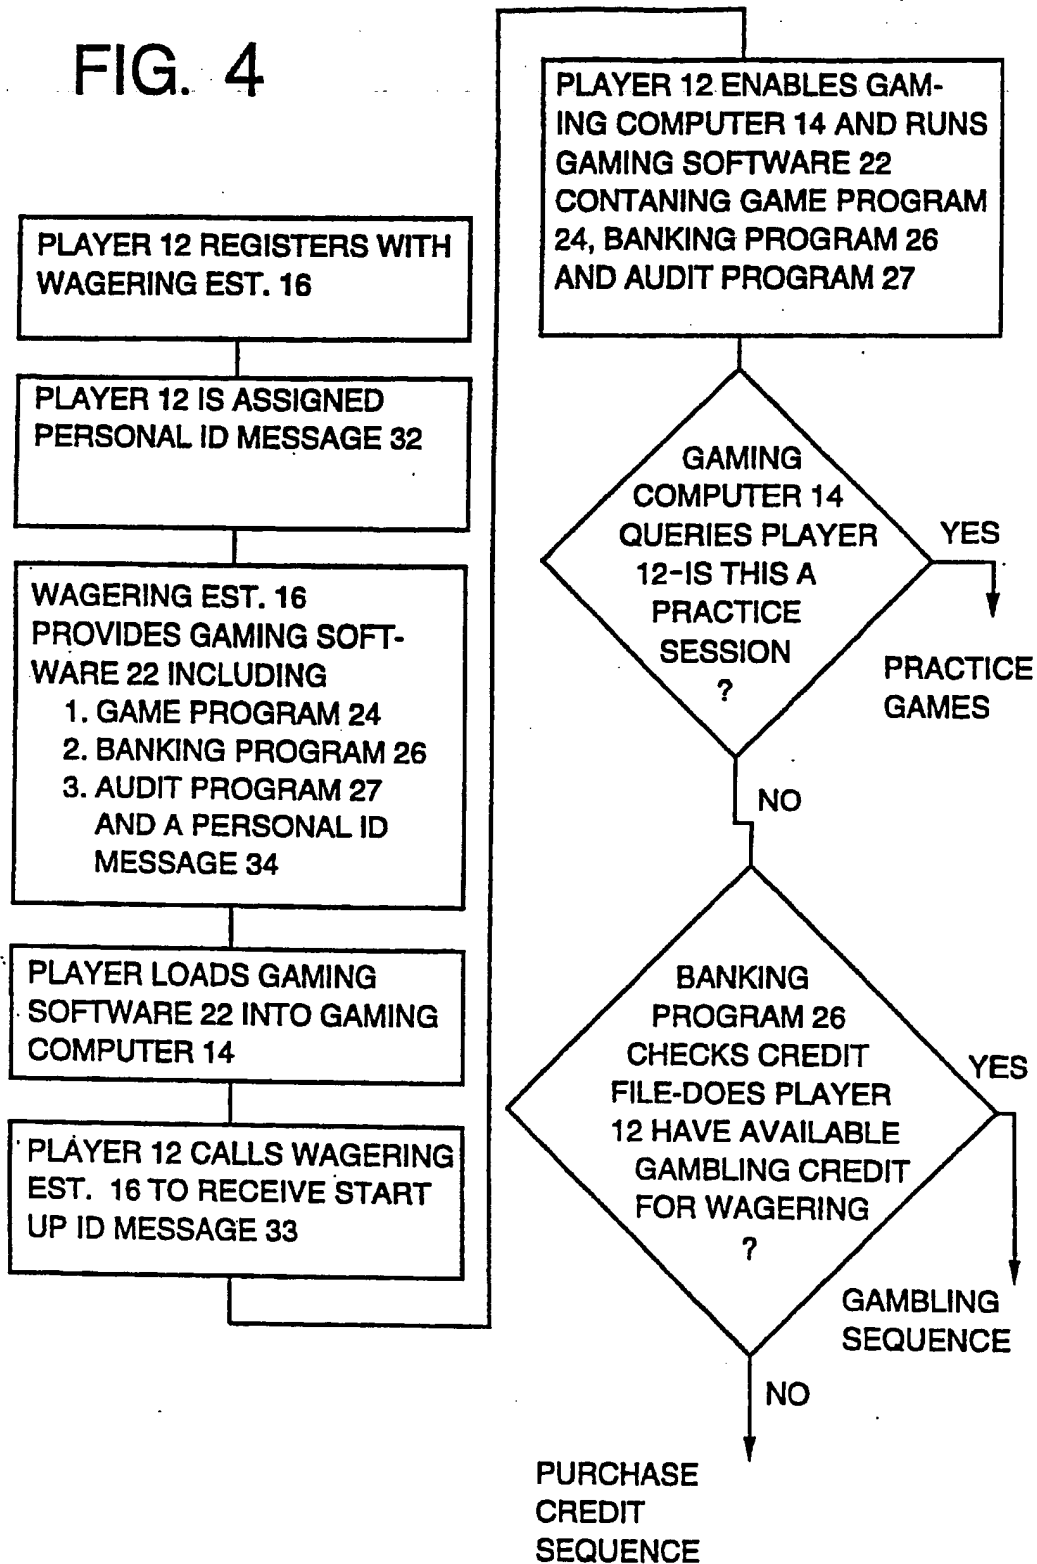 FIG. 4
PLAYER 12 REGISTERS WITH
WAGERING EST. 16
PLAYER 12 IS ASSIGNED
PERSONAL ID MESSAGE 32
WAGERING EST. 16
PROVIDES GAMING SOFT-
WARE 22 INCLUDING
1. GAME PROGRAM 24
2. BANKING PROGRAM 26
3. AUDIT PROGRAM 27
AND A PERSONAL ID
MESSAGE 34
PLAYER LOADS GAMING
SOFTWARE 22 INTO GAMING
COMPUTER 14
PLAYER 12 CALLS WAGERING
EST. 16 TO RECEIVE START
UP ID MESSAGE 33
PLAYER 12 ENABLES GAM-
ING COMPUTER 14 AND RUNS
GAMING SOFTWARE 22
CONTANING GAME PROGRAM
24, BANKING PROGRAM 26
AND AUDIT PROGRAM 27
GAMING
COMPUTER 14
QUERIES PLAYER
12-IS THIS A
PRACTICE
SESSION
?
YES
PRACTICE
GAMES
NO
BANKING
PROGRAM 26
CHECKS CREDIT
FILE-DOES PLAYER
12 HAVE AVAILABLE
GAMBLING CREDIT
FOR WAGERING
?
YES
GAMBLING
SEQUENCE
NO
PURCHASE
CREDIT
SEQUENCE